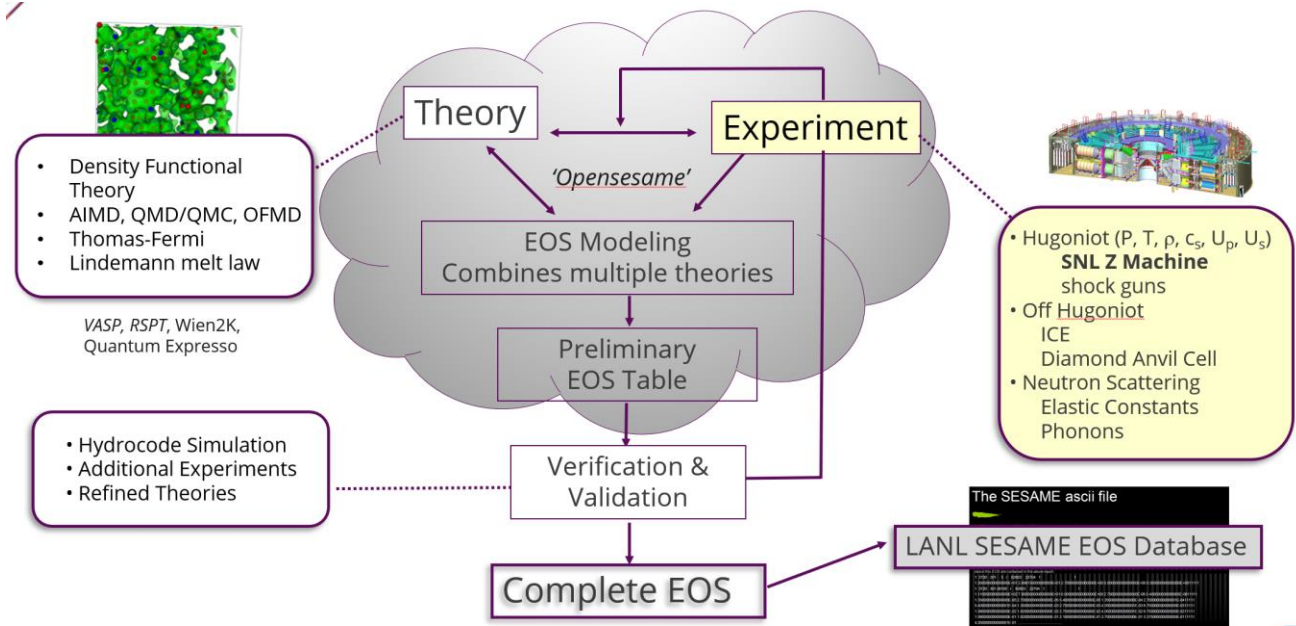 Theory
Experiment
'Opensesame'
• Density Functional
Theory
• AIMD, QMD/QMC, OFMD
• Thomas-Fermi
• Lindemann melt law
VASP, RSPT, Wien2K,
Quantum Expresso
EOS Modeling
Combines multiple theories
Preliminary
EOS Table
• Hugoniot (P, T, ρ, cs, Up, Us)
SNL Z Machine
shock guns
• Off Hugoniot
ICE
Diamond Anvil Cell
• Neutron Scattering
Elastic Constants
Phonons
• Hydrocode Simulation
• Additional Experiments
• Refined Theories
Verification &
Validation
The SESAME ascii file
LANL SESAME EOS Database
Complete EOS